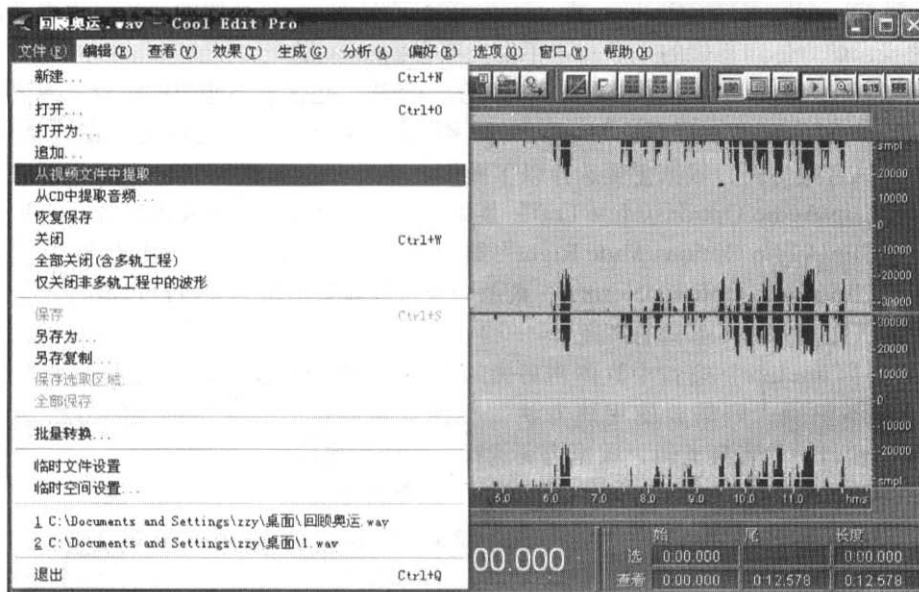 回顾奥运.wav - Cool Edit Pro
文件(F) 编辑(E) 查看(V) 效果(T) 生成(G) 分析(A) 偏好(R) 选项(O) 窗口(W) 帮助(H)
新建... Ctrl+N
打开... Ctrl+O
打开为...
追加...
从视频文件中提取...
从CD中提取音频...
恢复保存
关闭 Ctrl+W
全部关闭(含多轨工程)
仅关闭非多轨工程中的波形
保存 Ctrl+S
另存为...
另存复制...
保存选取区域...
全部保存
批量转换...
临时文件设置
临时空间设置...
1 C:\Documents and Settings\zzy\桌面\回顾奥运.wav
2 C:\Documents and Settings\zzy\桌面\1.wav
退出 Ctrl+Q
smpl
20000
10000
0
10000
20000
30000
30000
20000
10000
0
10000
20000
smpl
5.0 6.0 7.0 8.0 9.0 10.0 11.0 hms
00.000
始 尾 长度
选 0:00.000 0:00.000
查看 0:00.000 0:12.578 0:12.578